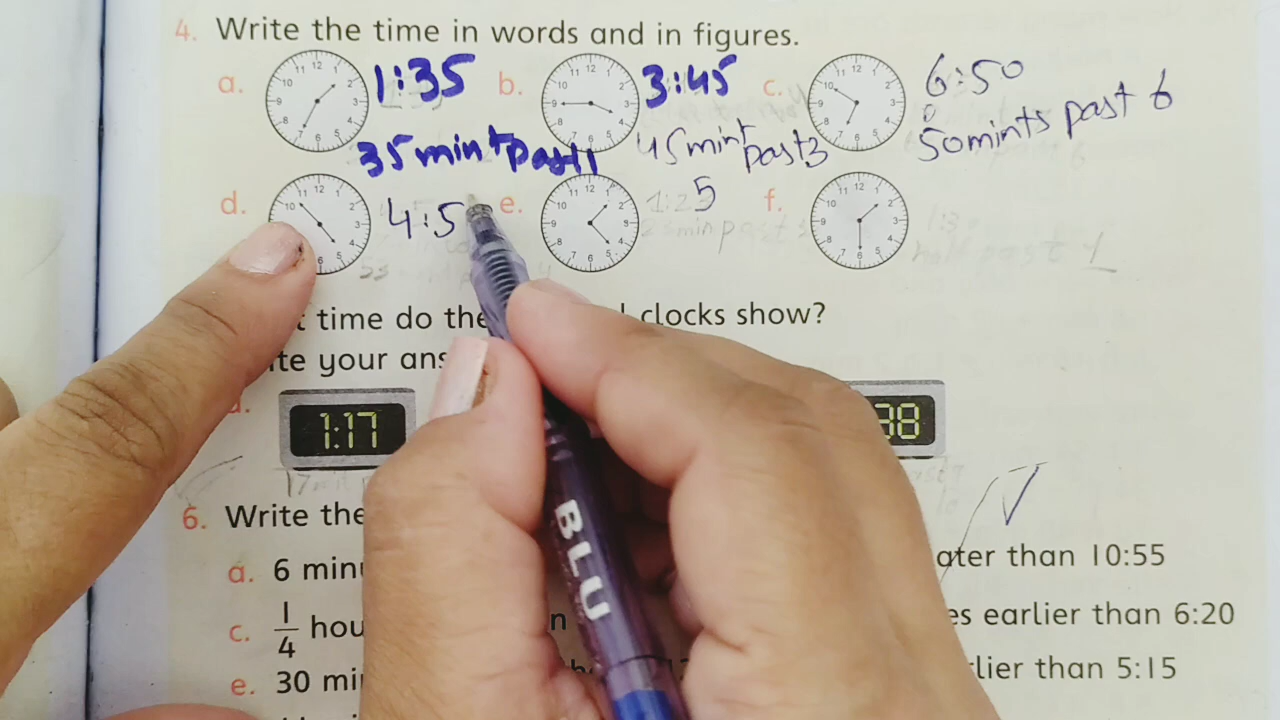 4. Write the time in words and in figures.
a. 1:35 b. 3:45 c. 6:50
35 mint past 1 45 mint past 3 50 mints past 6
d. 4:5 e. 5 f.
time do the clocks show?
te your ans
1:17 38
6. Write the
a. 6 min ater than 10:55
c. 1/4 hou n es earlier than 6:20
e. 30 mi lier than 5:15
BLU